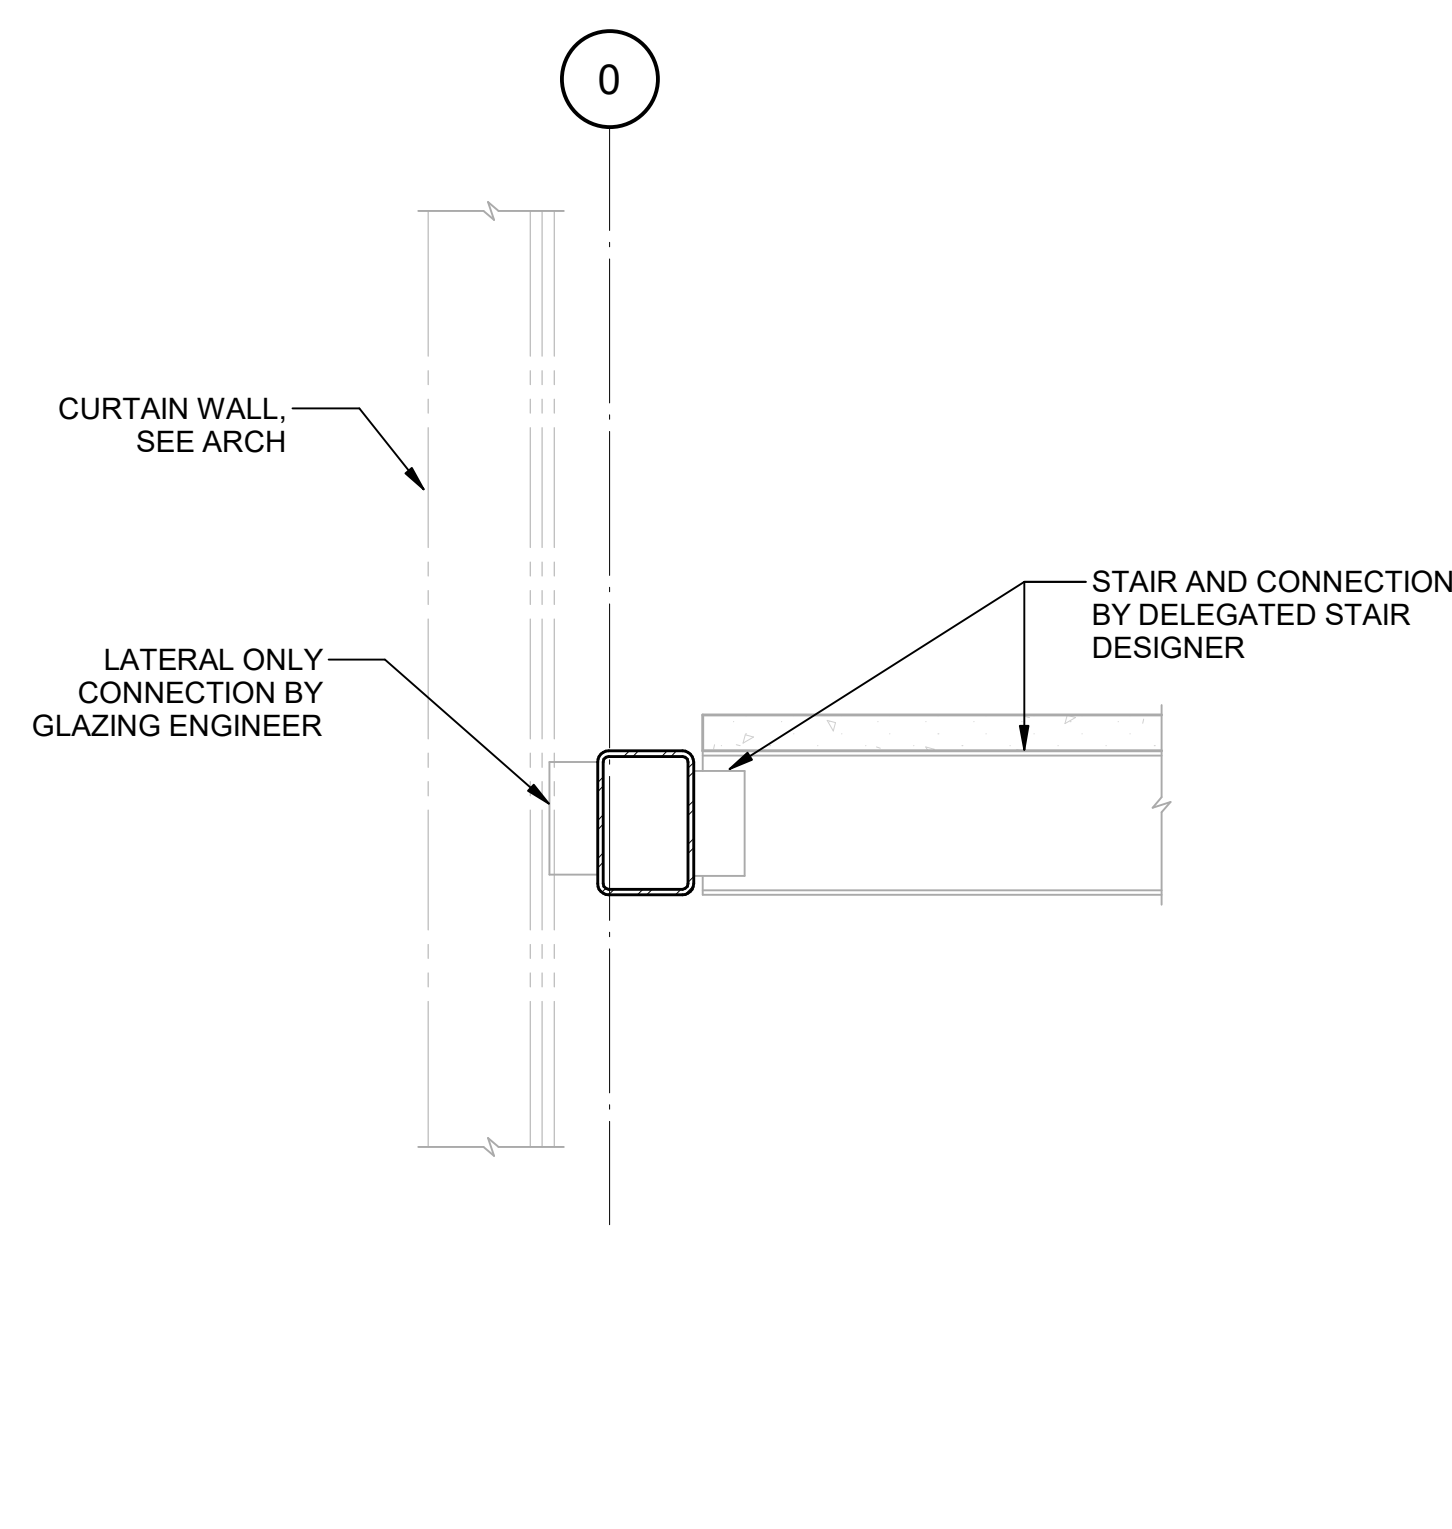 0
CURTAIN WALL,
SEE ARCH
STAIR AND CONNECTION
BY DELEGATED STAIR
DESIGNER
LATERAL ONLY
CONNECTION BY
GLAZING ENGINEER